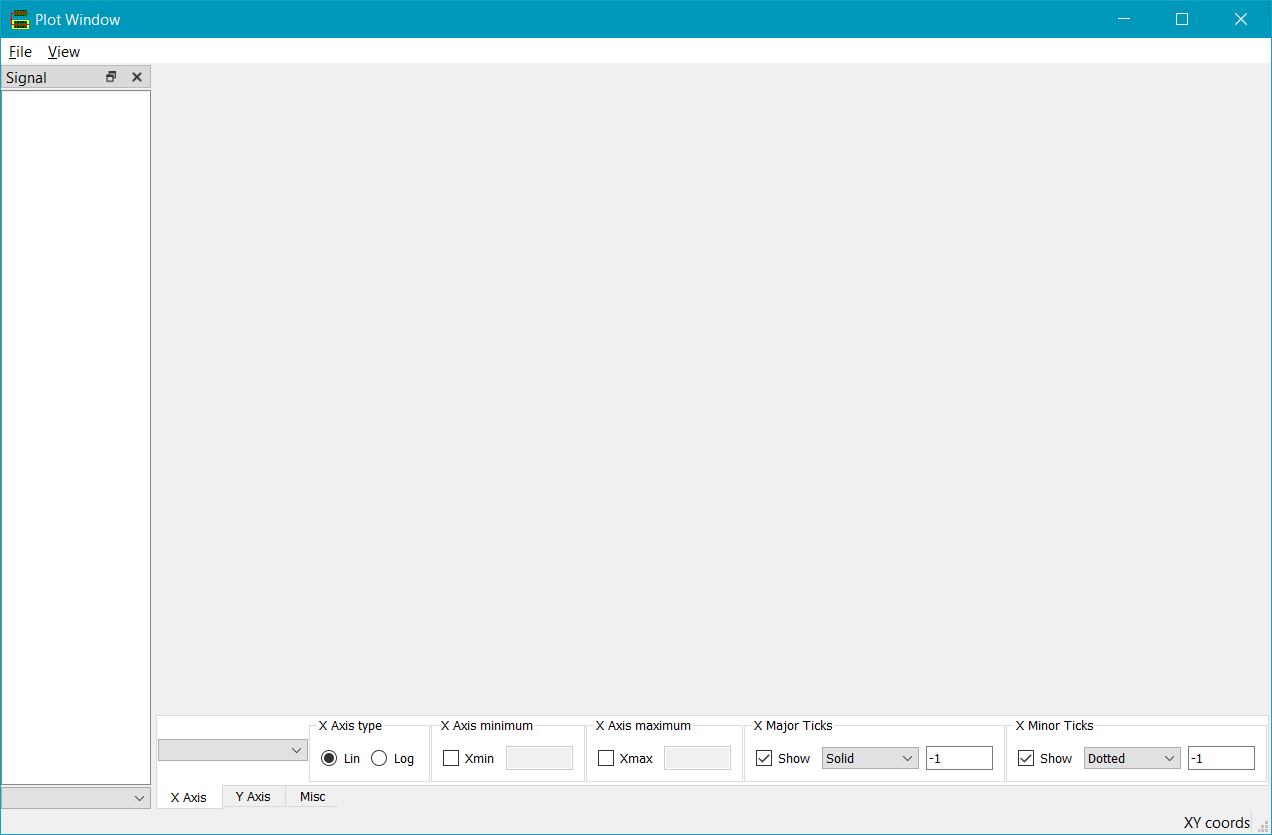 Plot Window
File View
Signal
X Axis type X Axis minimum X Axis maximum X Major Ticks X Minor Ticks
Lin Log Xmin Xmax Show Solid -1 Show Dotted -1
X Axis Y Axis Misc
XY coords